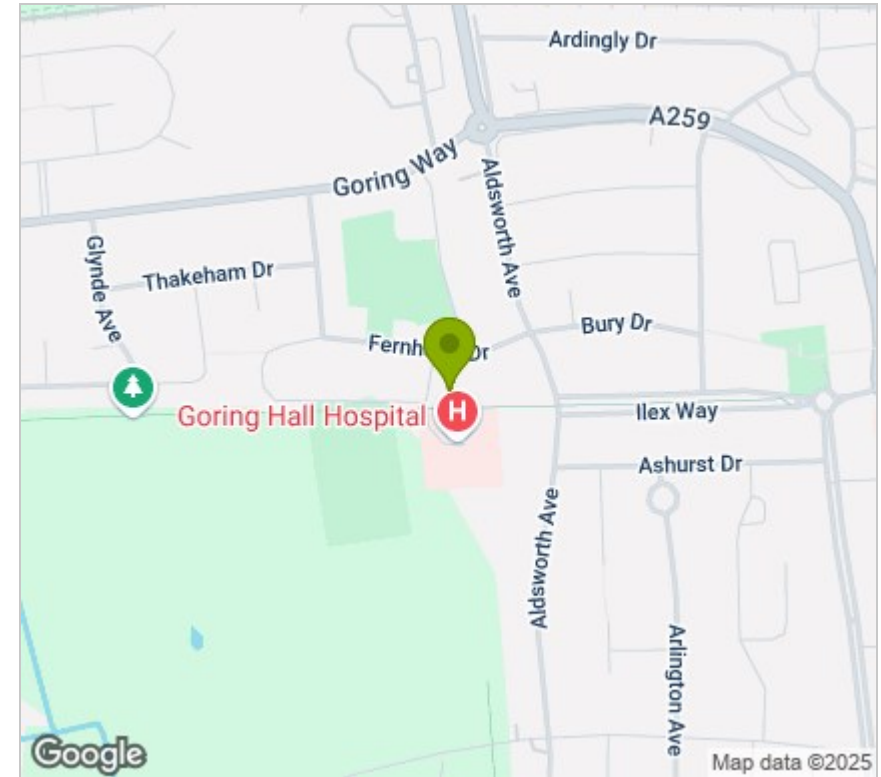 Ardingly Dr
A259
Goring Way
Aldsworth Ave
Glynde Ave
Thakeham Dr
Bury Dr
Dr
Goring Hall Hospital
H
Ilex Way
Ashurst Dr
Aldsworth Ave
Arlington Ave
Google
Map data ©2025